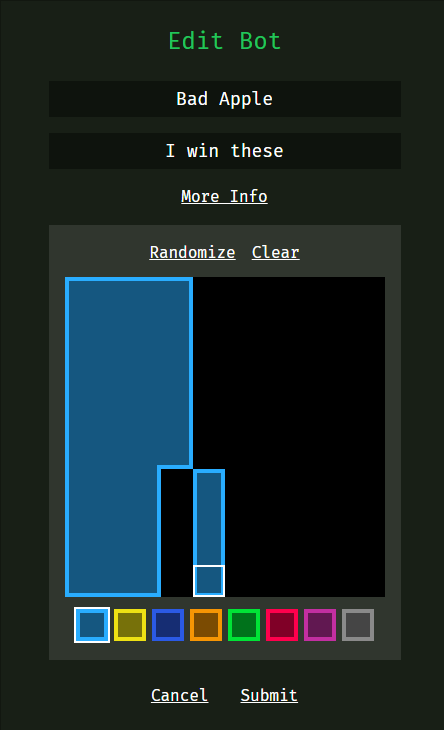 Edit Bot
Bad Apple
I win these
More Info
Randomize Clear
Cancel Submit